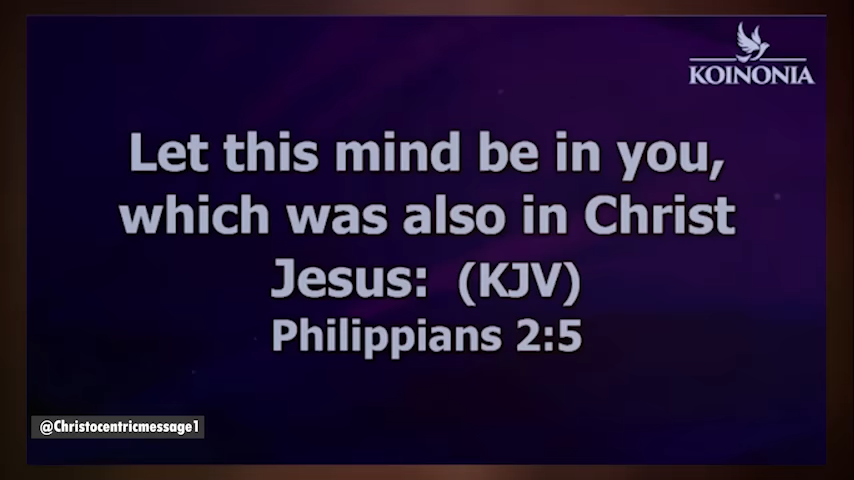 KOINONIA
Let this mind be in you,
which was also in Christ
Jesus: (KJV)
Philippians 2:5
@Christocentricmessage1